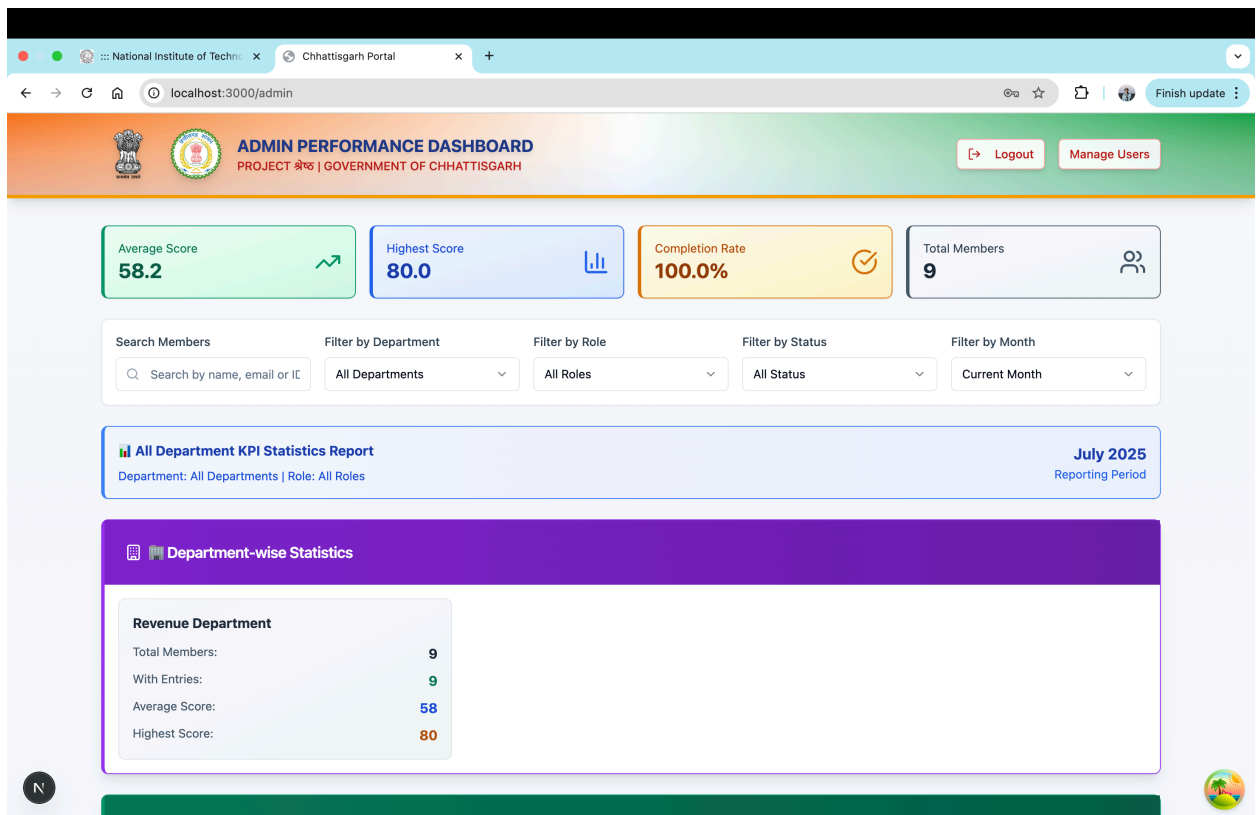 ::: National Institute of Techno
Chhattisgarh Portal
localhost:3000/admin
Finish update
ADMIN PERFORMANCE DASHBOARD
PROJECT श्रेष्ठ | GOVERNMENT OF CHHATTISGARH
Logout
Manage Users
Average Score
58.2
Highest Score
80.0
Completion Rate
100.0%
Total Members
9
Search Members
Filter by Department
Filter by Role
Filter by Status
Filter by Month
Search by name, email or ID
All Departments
All Roles
All Status
Current Month
All Department KPI Statistics Report
Department: All Departments | Role: All Roles
July 2025
Reporting Period
Department-wise Statistics
Revenue Department
Total Members: 9
With Entries: 9
Average Score: 58
Highest Score: 80
N